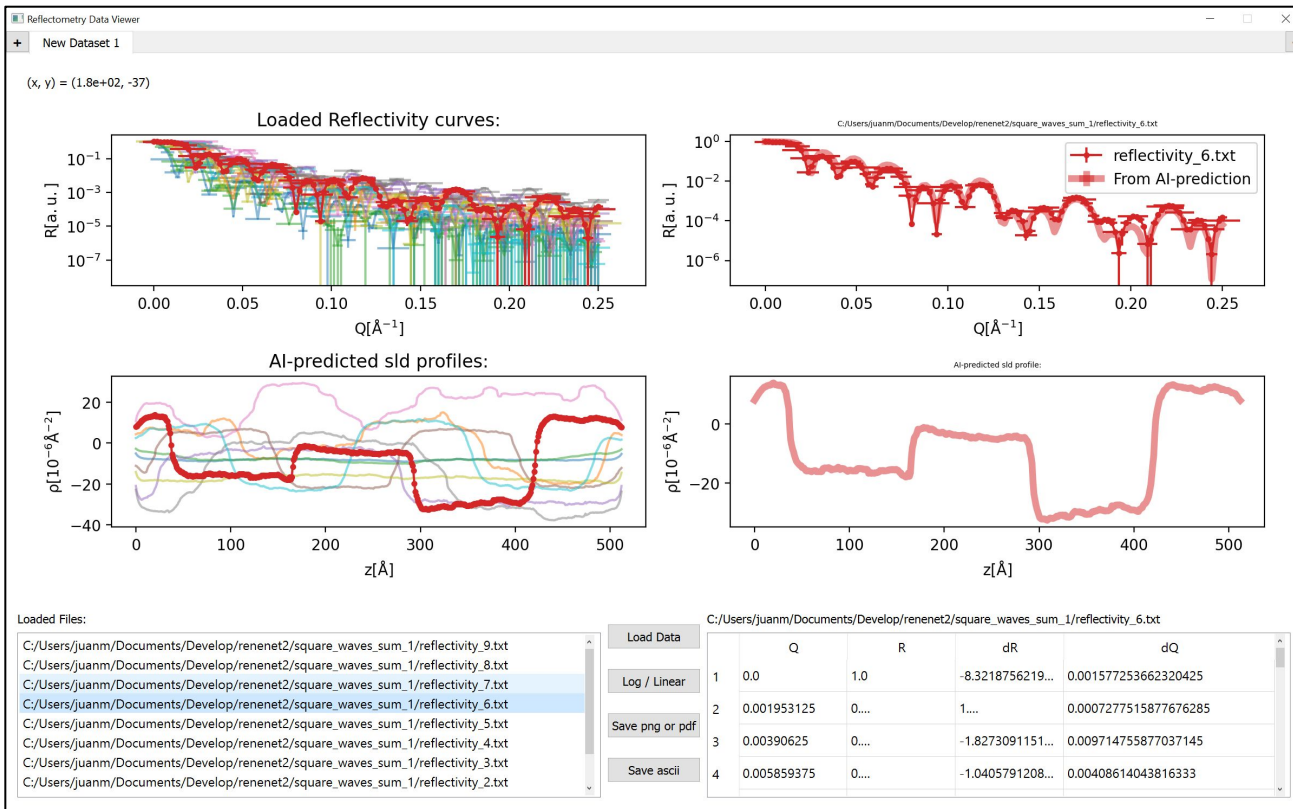 Reflectometry Data Viewer
+ New Dataset 1
(x, y) = (1.8e+02, -37)
Loaded Reflectivity curves:
R[a. u.]
10⁻¹
10⁻³
10⁻⁵
10⁻⁷
0.00 0.05 0.10 0.15 0.20 0.25
Q[Å⁻¹]
C:/Users/juanm/Documents/Develop/renenet2/square_waves_sum_1/reflectivity_6.txt
reflectivity_6.txt
From AI-prediction
R[a. u.]
10⁰
10⁻²
10⁻⁴
10⁻⁶
0.00 0.05 0.10 0.15 0.20 0.25
Q[Å⁻¹]
AI-predicted sld profiles:
ρ[10⁻⁶Å⁻²]
20
0
−20
−40
0 100 200 300 400 500
z[Å]
AI-predicted sld profile:
ρ[10⁻⁶Å⁻²]
0
−20
0 100 200 300 400 500
z[Å]
Loaded Files:
C:/Users/juanm/Documents/Develop/renenet2/square_waves_sum_1/reflectivity_9.txt
C:/Users/juanm/Documents/Develop/renenet2/square_waves_sum_1/reflectivity_8.txt
C:/Users/juanm/Documents/Develop/renenet2/square_waves_sum_1/reflectivity_7.txt
C:/Users/juanm/Documents/Develop/renenet2/square_waves_sum_1/reflectivity_6.txt
C:/Users/juanm/Documents/Develop/renenet2/square_waves_sum_1/reflectivity_5.txt
C:/Users/juanm/Documents/Develop/renenet2/square_waves_sum_1/reflectivity_4.txt
C:/Users/juanm/Documents/Develop/renenet2/square_waves_sum_1/reflectivity_3.txt
C:/Users/juanm/Documents/Develop/renenet2/square_waves_sum_1/reflectivity_2.txt
Load Data
Log / Linear
Save png or pdf
Save ascii
C:/Users/juanm/Documents/Develop/renenet2/square_waves_sum_1/reflectivity_6.txt
Q R dR dQ
1 0.0 1.0 -8.3218756219... 0.001577253662320425
2 0.001953125 0.... 1.... 0.0007277515877676285
3 0.00390625 0.... -1.8273091151... 0.009714755877037145
4 0.005859375 0.... -1.0405791208... 0.00408614043816333